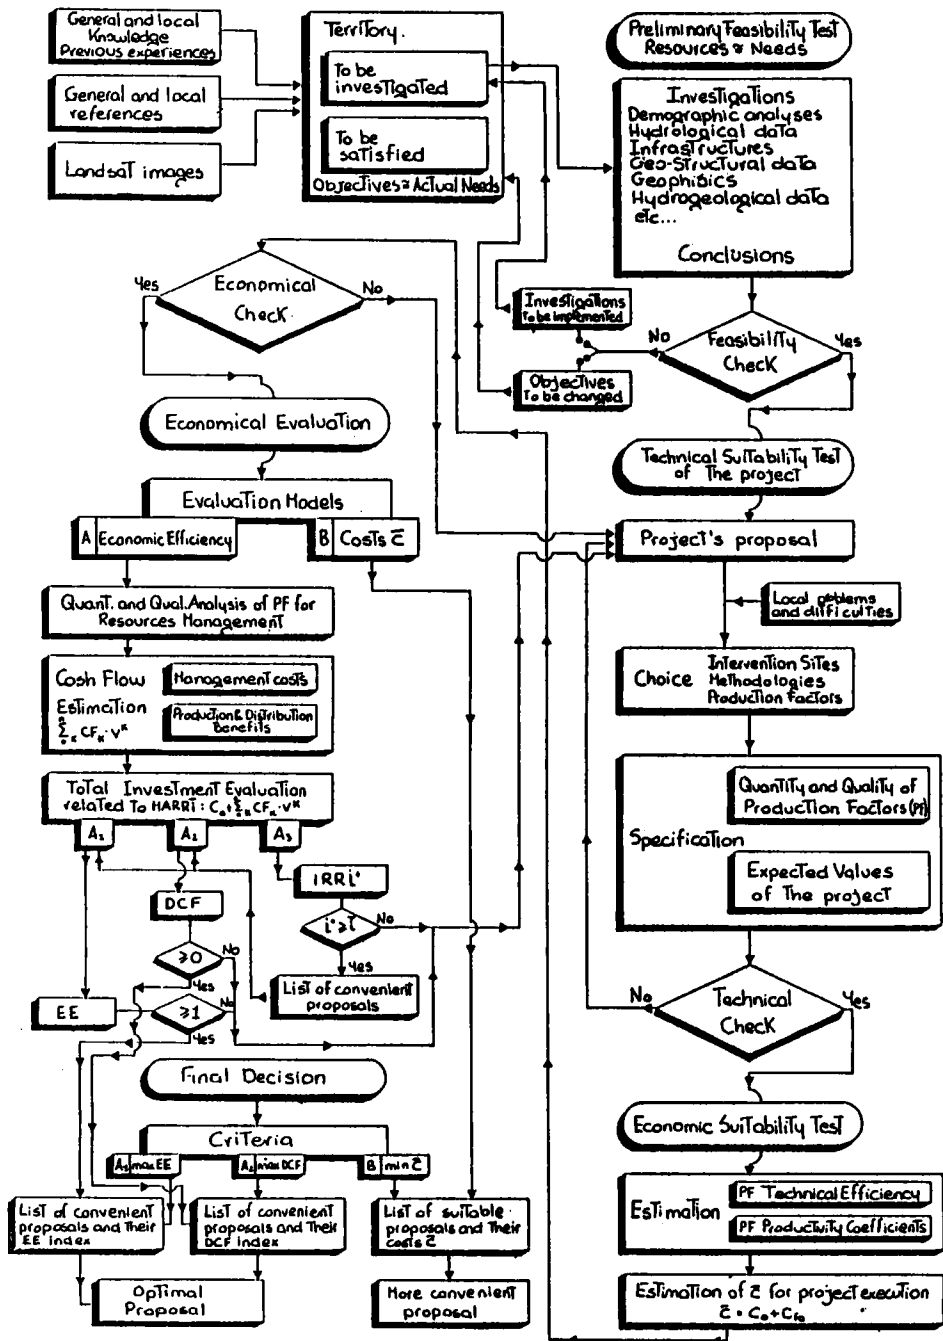 General and local
Knowledge
Previous experiences
General and local
references
Landsat images
Territory.
To be
investigated
To be
satisfied
Objectives ≈ Actual Needs
Preliminary Feasibility Test
Resources ≈ Needs
Investigations
Demographic analyses
Hydrological data
Infrastructures
Geo-Structural data
Geophisics
Hydrogeological data
etc...
Conclusions
Economical
Check
Yes
No
Investigations
To be implemented
Objectives
To be changed
Feasibility
Check
No
Yes
Economical Evaluation
Technical Suitability Test
of The project
Evaluation Models
A Economic Efficiency
B Costs c̄
Project's proposal
Local problems
and difficulties
Quant. and Qual. Analysis of PF for
Resources Management
Choice
Intervention Sites
Methodologies
Production Factors
Cash Flow
Estimation
Management costs
Production & Distribution
Benefits
Total Investment Evaluation
A₁
A₂
A₃
Specification
Quantity and Quality of
Production Factors (PF)
Expected Values
of The project
IRR i°
DCF
i° ≥ ī
No
Yes
List of convenient
proposals
≥0
No
Yes
EE
≥1
No
Yes
Technical
Check
No
Yes
Final Decision
Economic Suitability Test
Criteria
A₁ max EE
A₂ max DCF
B min c̄
Estimation
PF Technical Efficiency
PF Productivity Coefficients
List of convenient
proposals and Their
EE index
List of convenient
proposals and Their
DCF index
List of suitable
proposals and Their
costs c̄
Optimal
Proposal
More convenient
proposal
Estimation of c̄ for project execution